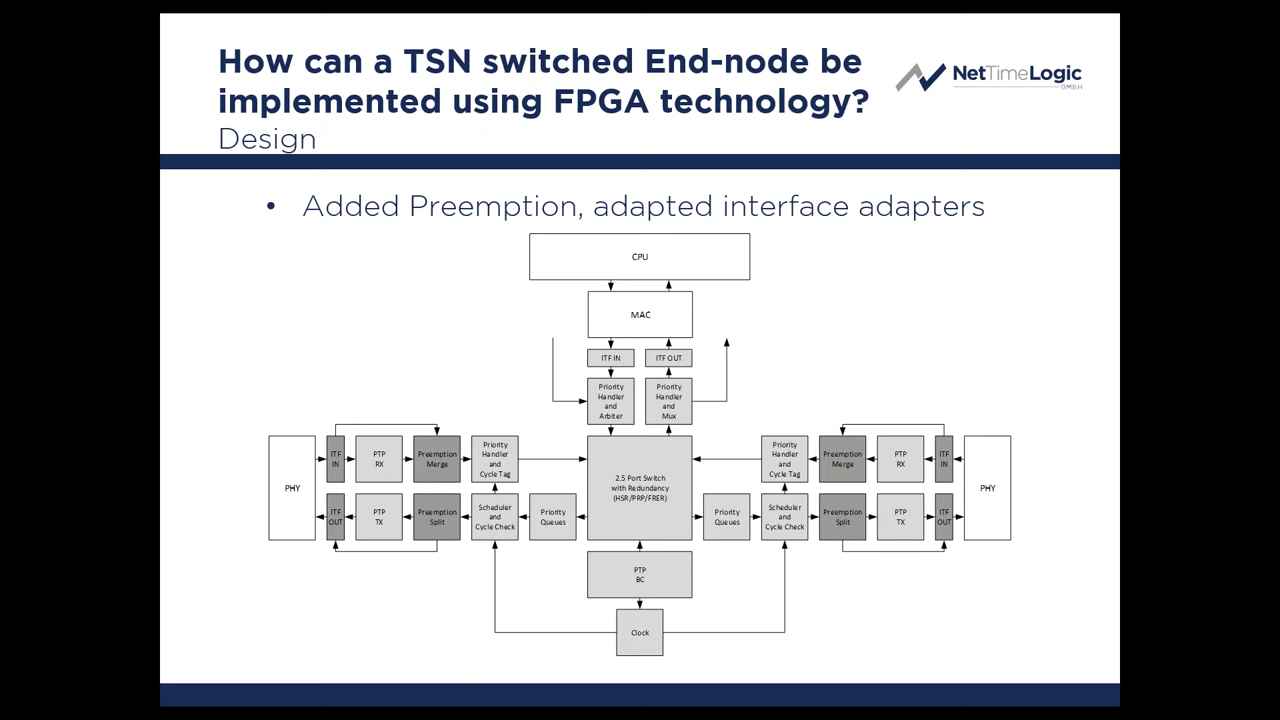 How can a TSN switched End-node be
implemented using FPGA technology?
Design
NetTimeLogic
GMBH
• Added Preemption, adapted interface adapters
CPU
MAC
ITF IN
ITF OUT
Priority
Handler
and
Arbiter
Priority
Handler
and
Mux
PHY
ITF
IN
PTP
RX
Preemption
Merge
Priority
Handler
and
Cycle Tag
2.5 Port Switch
with Redundancy
(HSR/PRP/FRER)
Priority
Handler
and
Cycle Tag
Preemption
Merge
PTP
RX
ITF
IN
PHY
ITF
OUT
PTP
TX
Preemption
Split
Scheduler
and
Cycle Check
Priority
Queues
Priority
Queues
Scheduler
and
Cycle Check
Preemption
Split
PTP
TX
ITF
OUT
PTP
BC
Clock